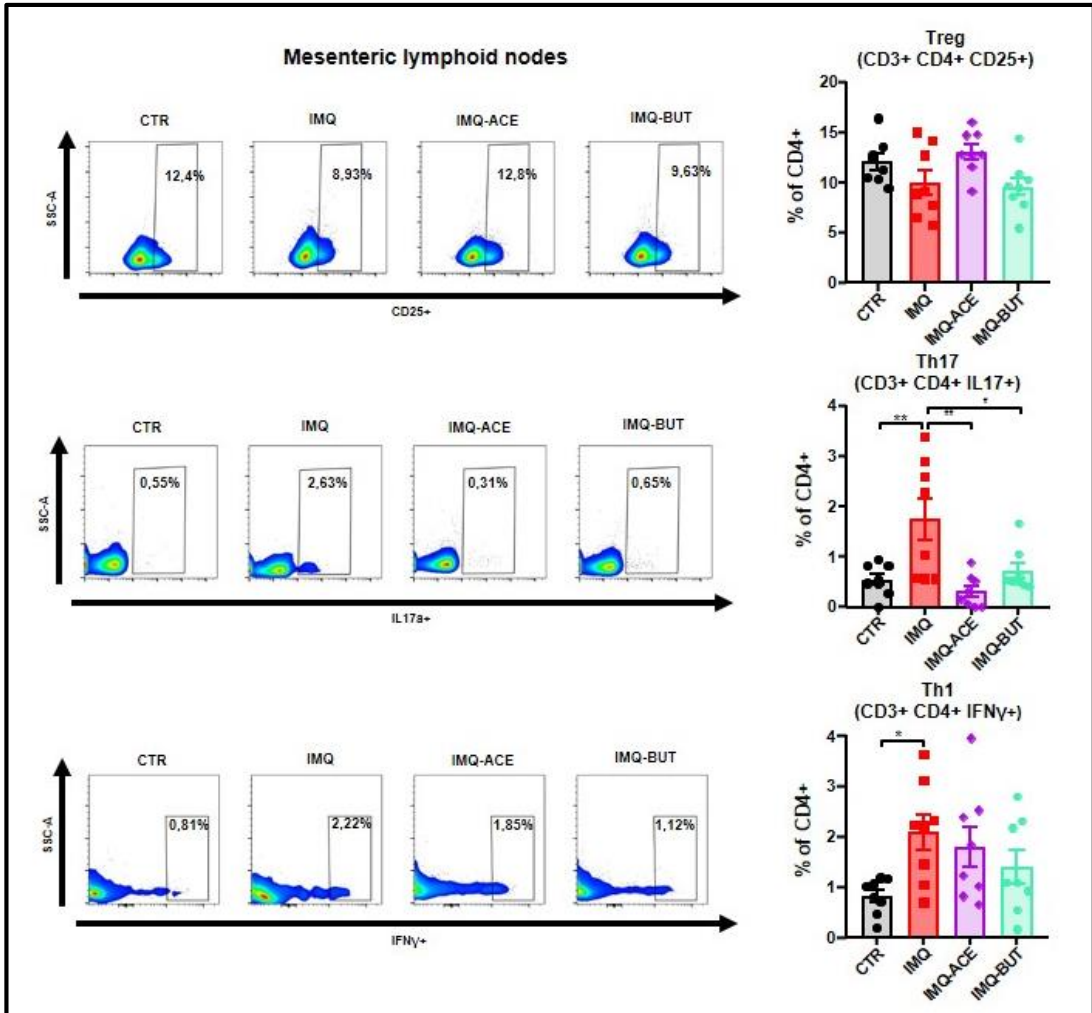 Mesenteric lymphoid nodes
CTR IMQ IMQ-ACE IMQ-BUT
SSC-A
12,4% 8,93% 12,8% 9,63%
CD25+
Treg
(CD3+ CD4+ CD25+)
% of CD4+
20
15
10
5
0
CTR IMQ IMQ-ACE IMQ-BUT
CTR IMQ IMQ-ACE IMQ-BUT
SSC-A
0,55% 2,63% 0,31% 0,65%
IL17a+
Th17
(CD3+ CD4+ IL17+)
% of CD4+
4
3
2
1
0
** ** *
CTR IMQ IMQ-ACE IMQ-BUT
CTR IMQ IMQ-ACE IMQ-BUT
SSC-A
0,81% 2,22% 1,85% 1,12%
IFNγ+
Th1
(CD3+ CD4+ IFNγ+)
% of CD4+
4
3
2
1
0
*
CTR IMQ IMQ-ACE IMQ-BUT